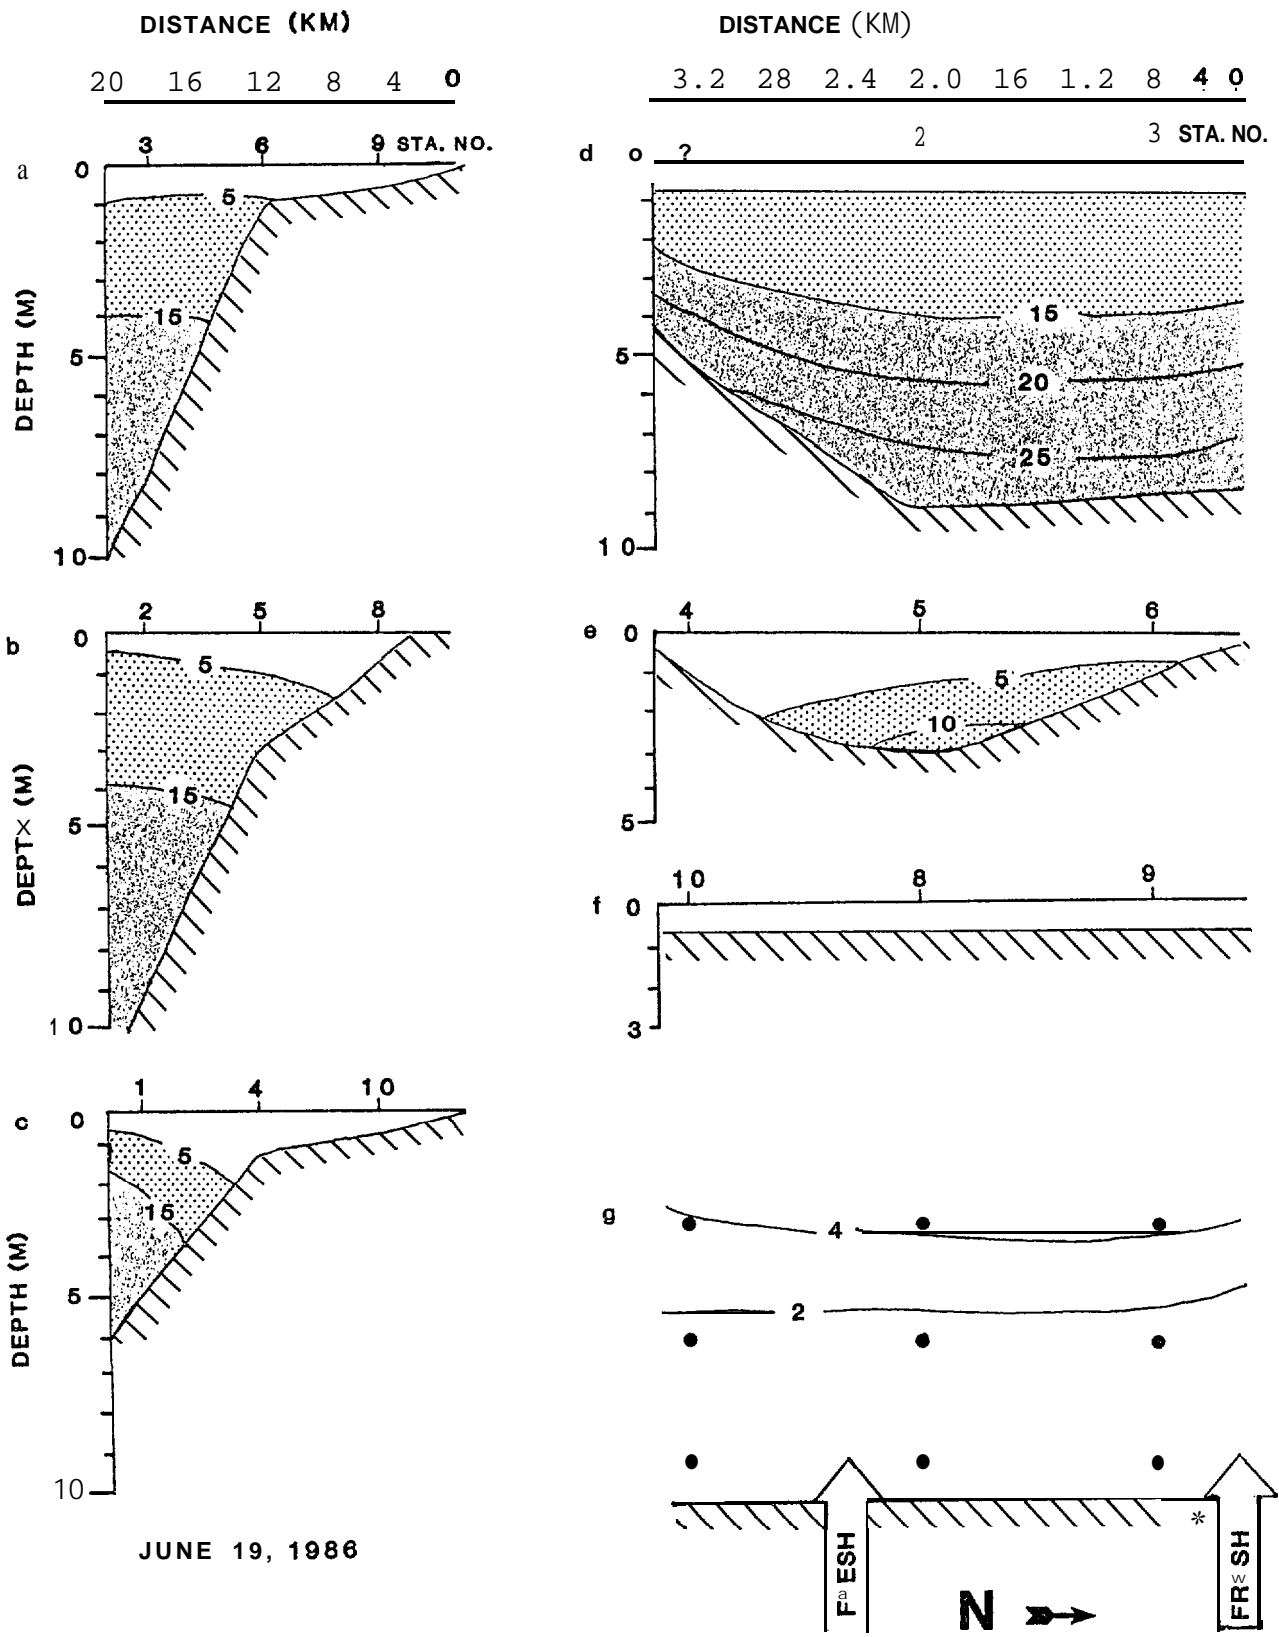 DISTANCE (KM)
20 16 12 8 4 0
3 6 9 STA. NO.
a 0
5
15
DEPTH (M)
5
10
2 5 8
b 0
5
15
DEPTX (M)
5
10
1 4 10
c 0
5
15
DEPTH (M)
5
10
JUNE 19, 1986
DISTANCE (KM)
3.2 28 2.4 2.0 16 1.2 8 4 0
2 3 STA. NO.
d o ?
15
5
20
25
10
4 5 6
e 0
5
10
5
10 8 9
f 0
3
g
4
2
*
FaESH
FRwSH
N